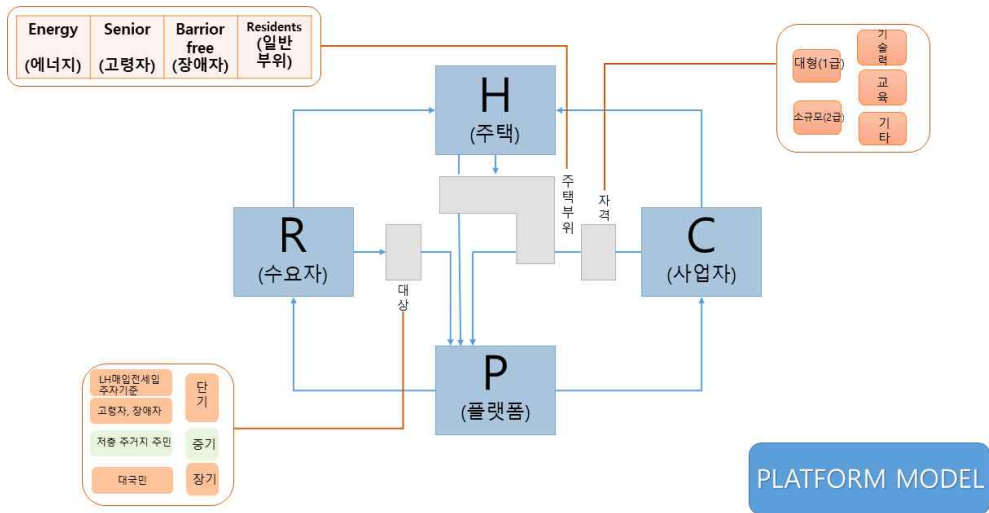 Energy
(에너지)
Senior
(고령자)
Barrior
free
(장애자)
Residents
(일반
부위)
대형(1급)
소규모(2급)
기
술
력
교
육
기
타
H
(주택)
주
택
부
위
자
격
R
(수요자)
대
상
C
(사업자)
P
(플랫폼)
LH매입전세입
주자기준
고령자, 장애자
저층 주거지 주민
대국민
단
기
중기
장기
PLATFORM MODEL